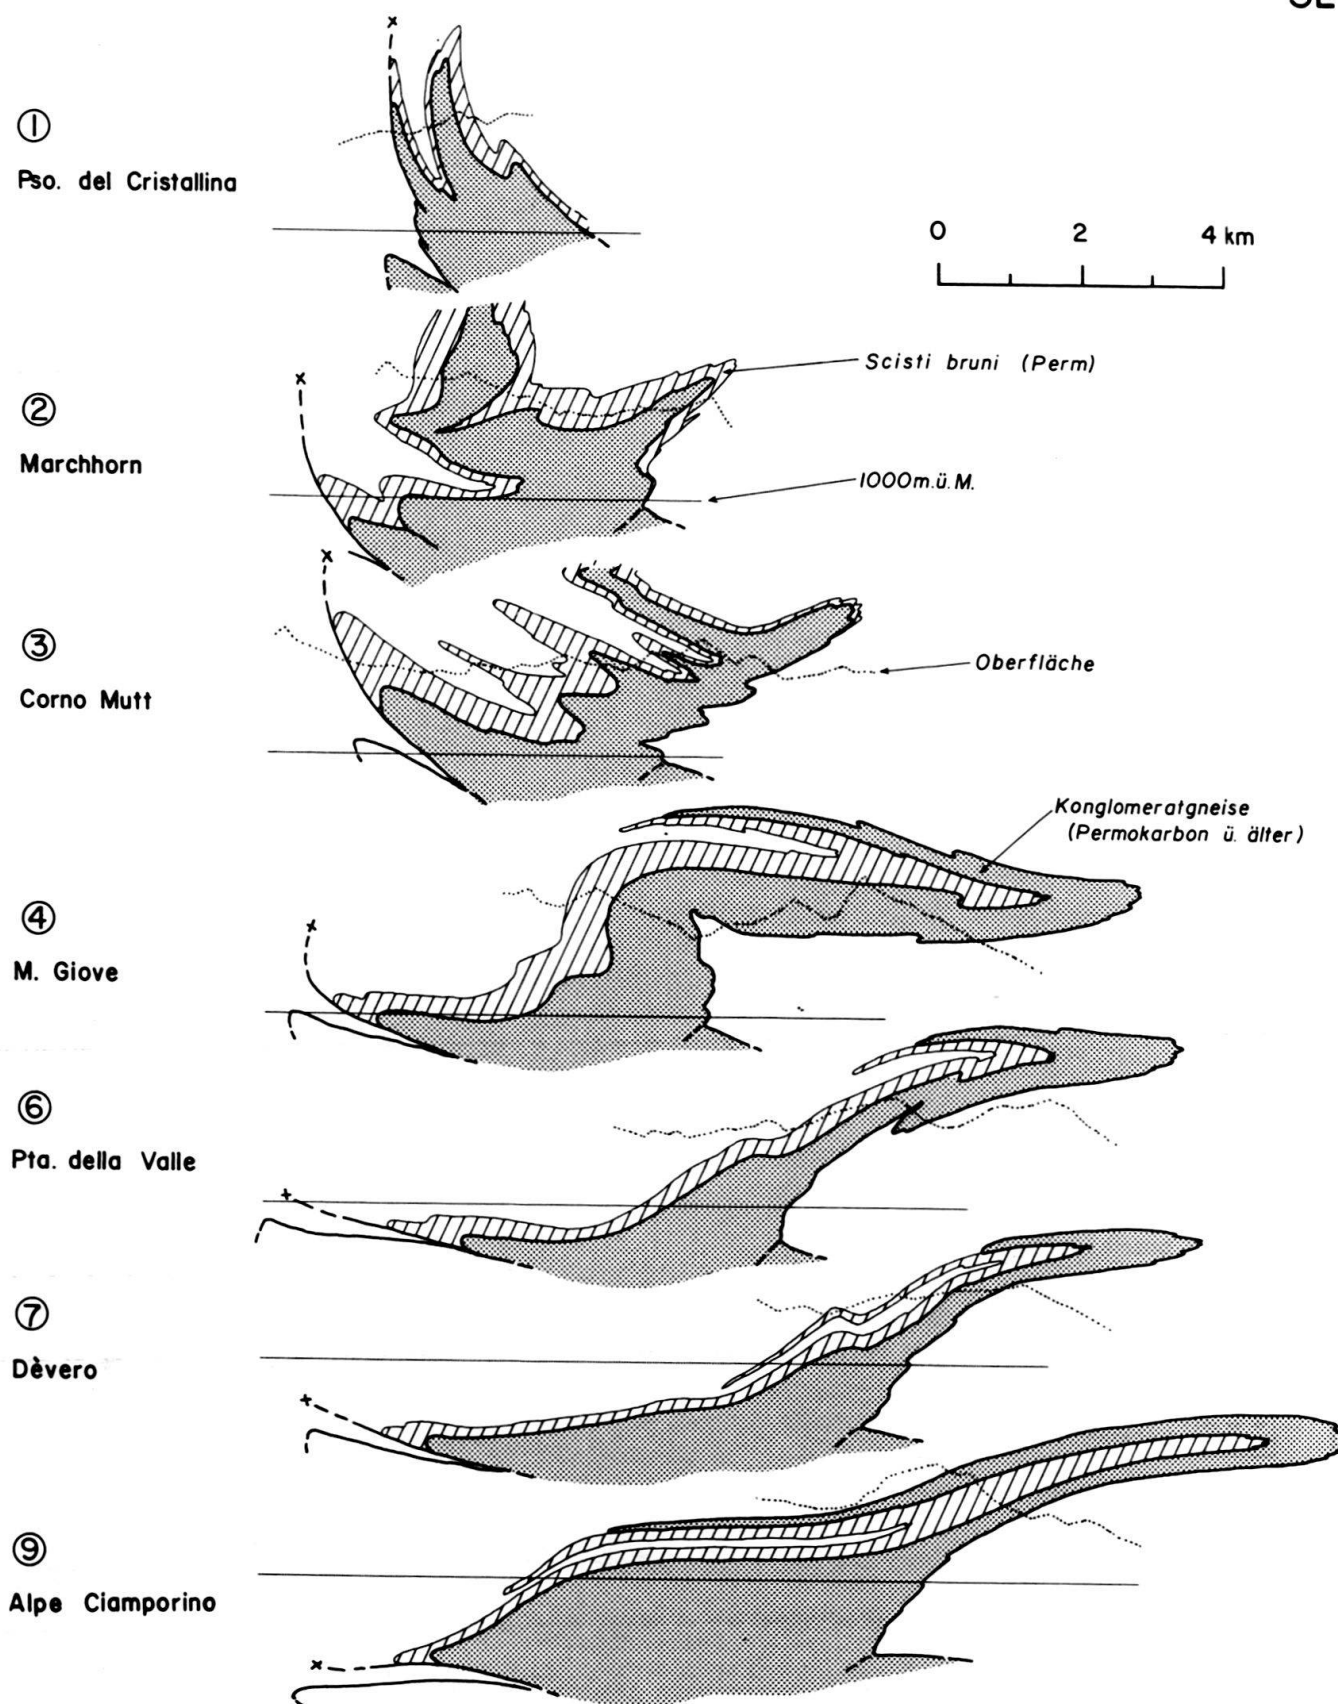 ①
Pso. del Cristallina
0 2 4 km
Scisti bruni (Perm)
②
Marchhorn
1000m.ü.M.
③
Corno Mutt
Oberfläche
Konglomeratgneise
(Permokarbon ü. älter)
④
M. Giove
⑥
Pta. della Valle
⑦
Dèvero
⑨
Alpe Ciamporino